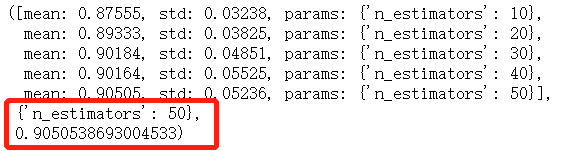 ([mean: 0.87555, std: 0.03238, params: {'n_estimators': 10},
mean: 0.89333, std: 0.03825, params: {'n_estimators': 20},
mean: 0.90184, std: 0.04851, params: {'n_estimators': 30},
mean: 0.90164, std: 0.05525, params: {'n_estimators': 40},
mean: 0.90505, std: 0.05236, params: {'n_estimators': 50}],
{'n_estimators': 50},
0.9050538693004533)